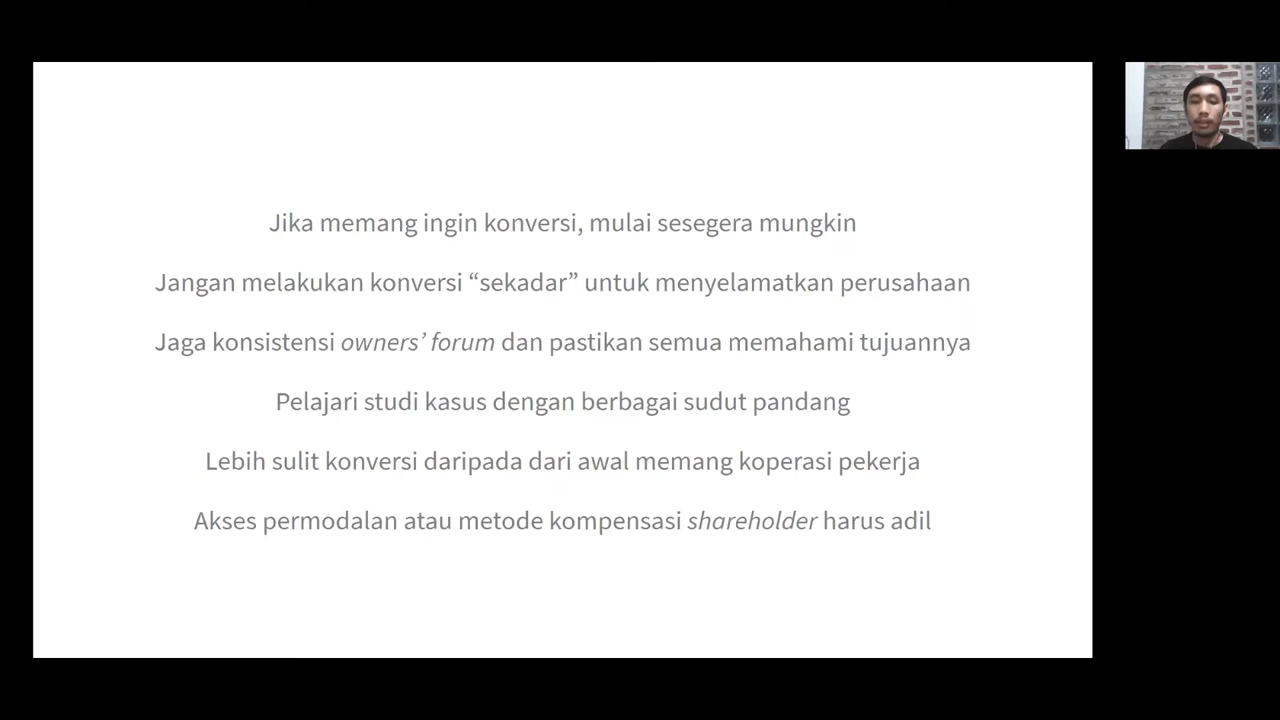 Jika memang ingin konversi, mulai sesegera mungkin
Jangan melakukan konversi “sekadar” untuk menyelamatkan perusahaan
Jaga konsistensi owners’ forum dan pastikan semua memahami tujuannya
Pelajari studi kasus dengan berbagai sudut pandang
Lebih sulit konversi daripada dari awal memang koperasi pekerja
Akses permodalan atau metode kompensasi shareholder harus adil